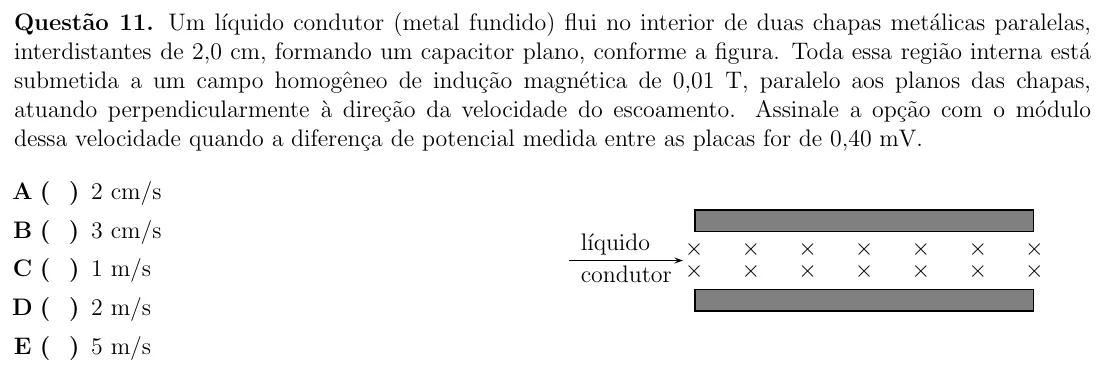 Questão 11. Um líquido condutor (metal fundido) flui no interior de duas chapas metálicas paralelas,
interdistantes de 2,0 cm, formando um capacitor plano, conforme a figura. Toda essa região interna está
submetida a um campo homogêneo de indução magnética de 0,01 T, paralelo aos planos das chapas,
atuando perpendicularmente à direção da velocidade do escoamento. Assinale a opção com o módulo
dessa velocidade quando a diferença de potencial medida entre as placas for de 0,40 mV.
A ( ) 2 cm/s
B ( ) 3 cm/s
C ( ) 1 m/s
D ( ) 2 m/s
E ( ) 5 m/s
líquido
condutor
× × × × × × ×
× × × × × × ×